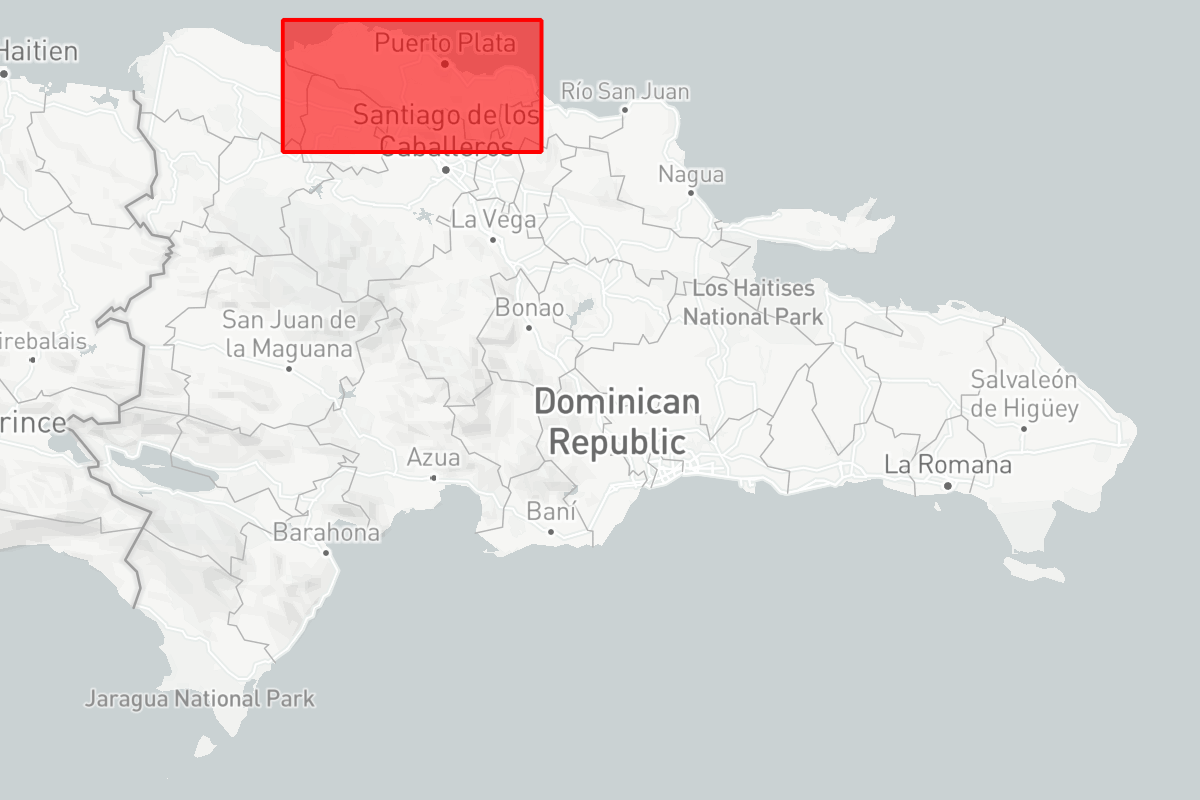 Haitien
Puerto Plata
Río San Juan
Santiago de los
Caballeros
Nagua
La Vega
Los Haitises
National Park
Bonao
San Juan de
la Maguana
irebalais
Salvaleón
de Higüey
Dominican
Republic
rince
Azua
La Romana
Baní
Barahona
Jaragua National Park